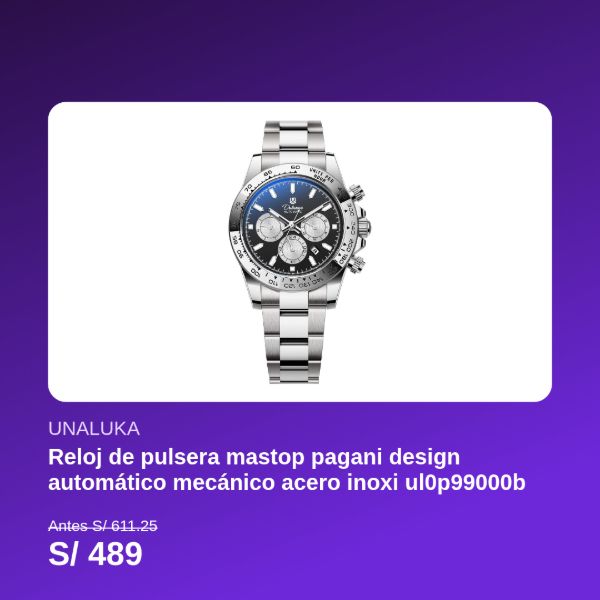 UNALUKA
Reloj de pulsera mastop pagani design
automático mecánico acero inoxi ul0p99000b
Antes S/ 611.25
S/ 489